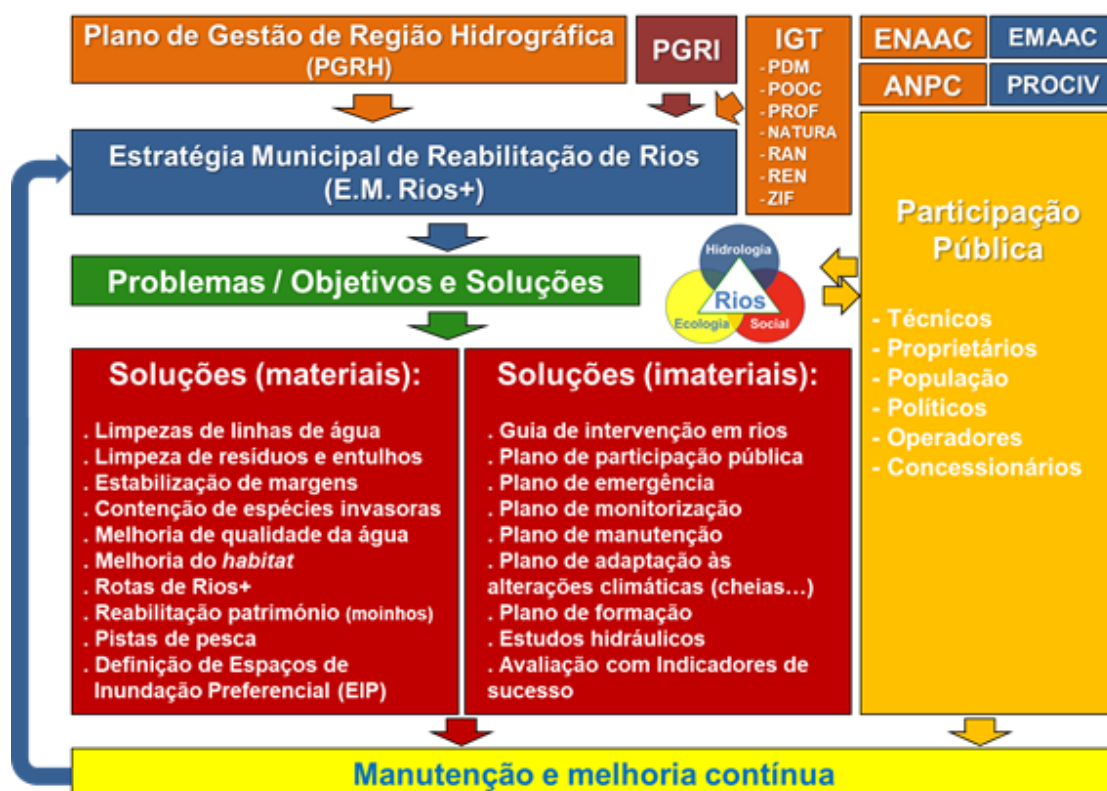 Plano de Gestão de Região Hidrográfica
(PGRH)
PGRI
IGT
- PDM
- POOC
- PROF
- NATURA
- RAN
- REN
- ZIF
ENAAC
EMAAC
ANPC
PROCIV
Estratégia Municipal de Reabilitação de Rios
(E.M. Rios+)
Problemas / Objetivos e Soluções
Hidrologia
Rios
Ecologia
Social
Participação
Pública
- Técnicos
- Proprietários
- População
- Políticos
- Operadores
- Concessionários
Soluções (materiais):
. Limpezas de linhas de água
. Limpeza de resíduos e entulhos
. Estabilização de margens
. Contenção de espécies invasoras
. Melhoria de qualidade da água
. Melhoria do habitat
. Rotas de Rios+
. Reabilitação património (moinhos)
. Pistas de pesca
. Definição de Espaços de
Inundação Preferencial (EIP)
Soluções (imateriais):
. Guia de intervenção em rios
. Plano de participação pública
. Plano de emergência
. Plano de monitorização
. Plano de manutenção
. Plano de adaptação às
alterações climáticas (cheias...)
. Plano de formação
. Estudos hidráulicos
. Avaliação com Indicadores de
sucesso
Manutenção e melhoria contínua